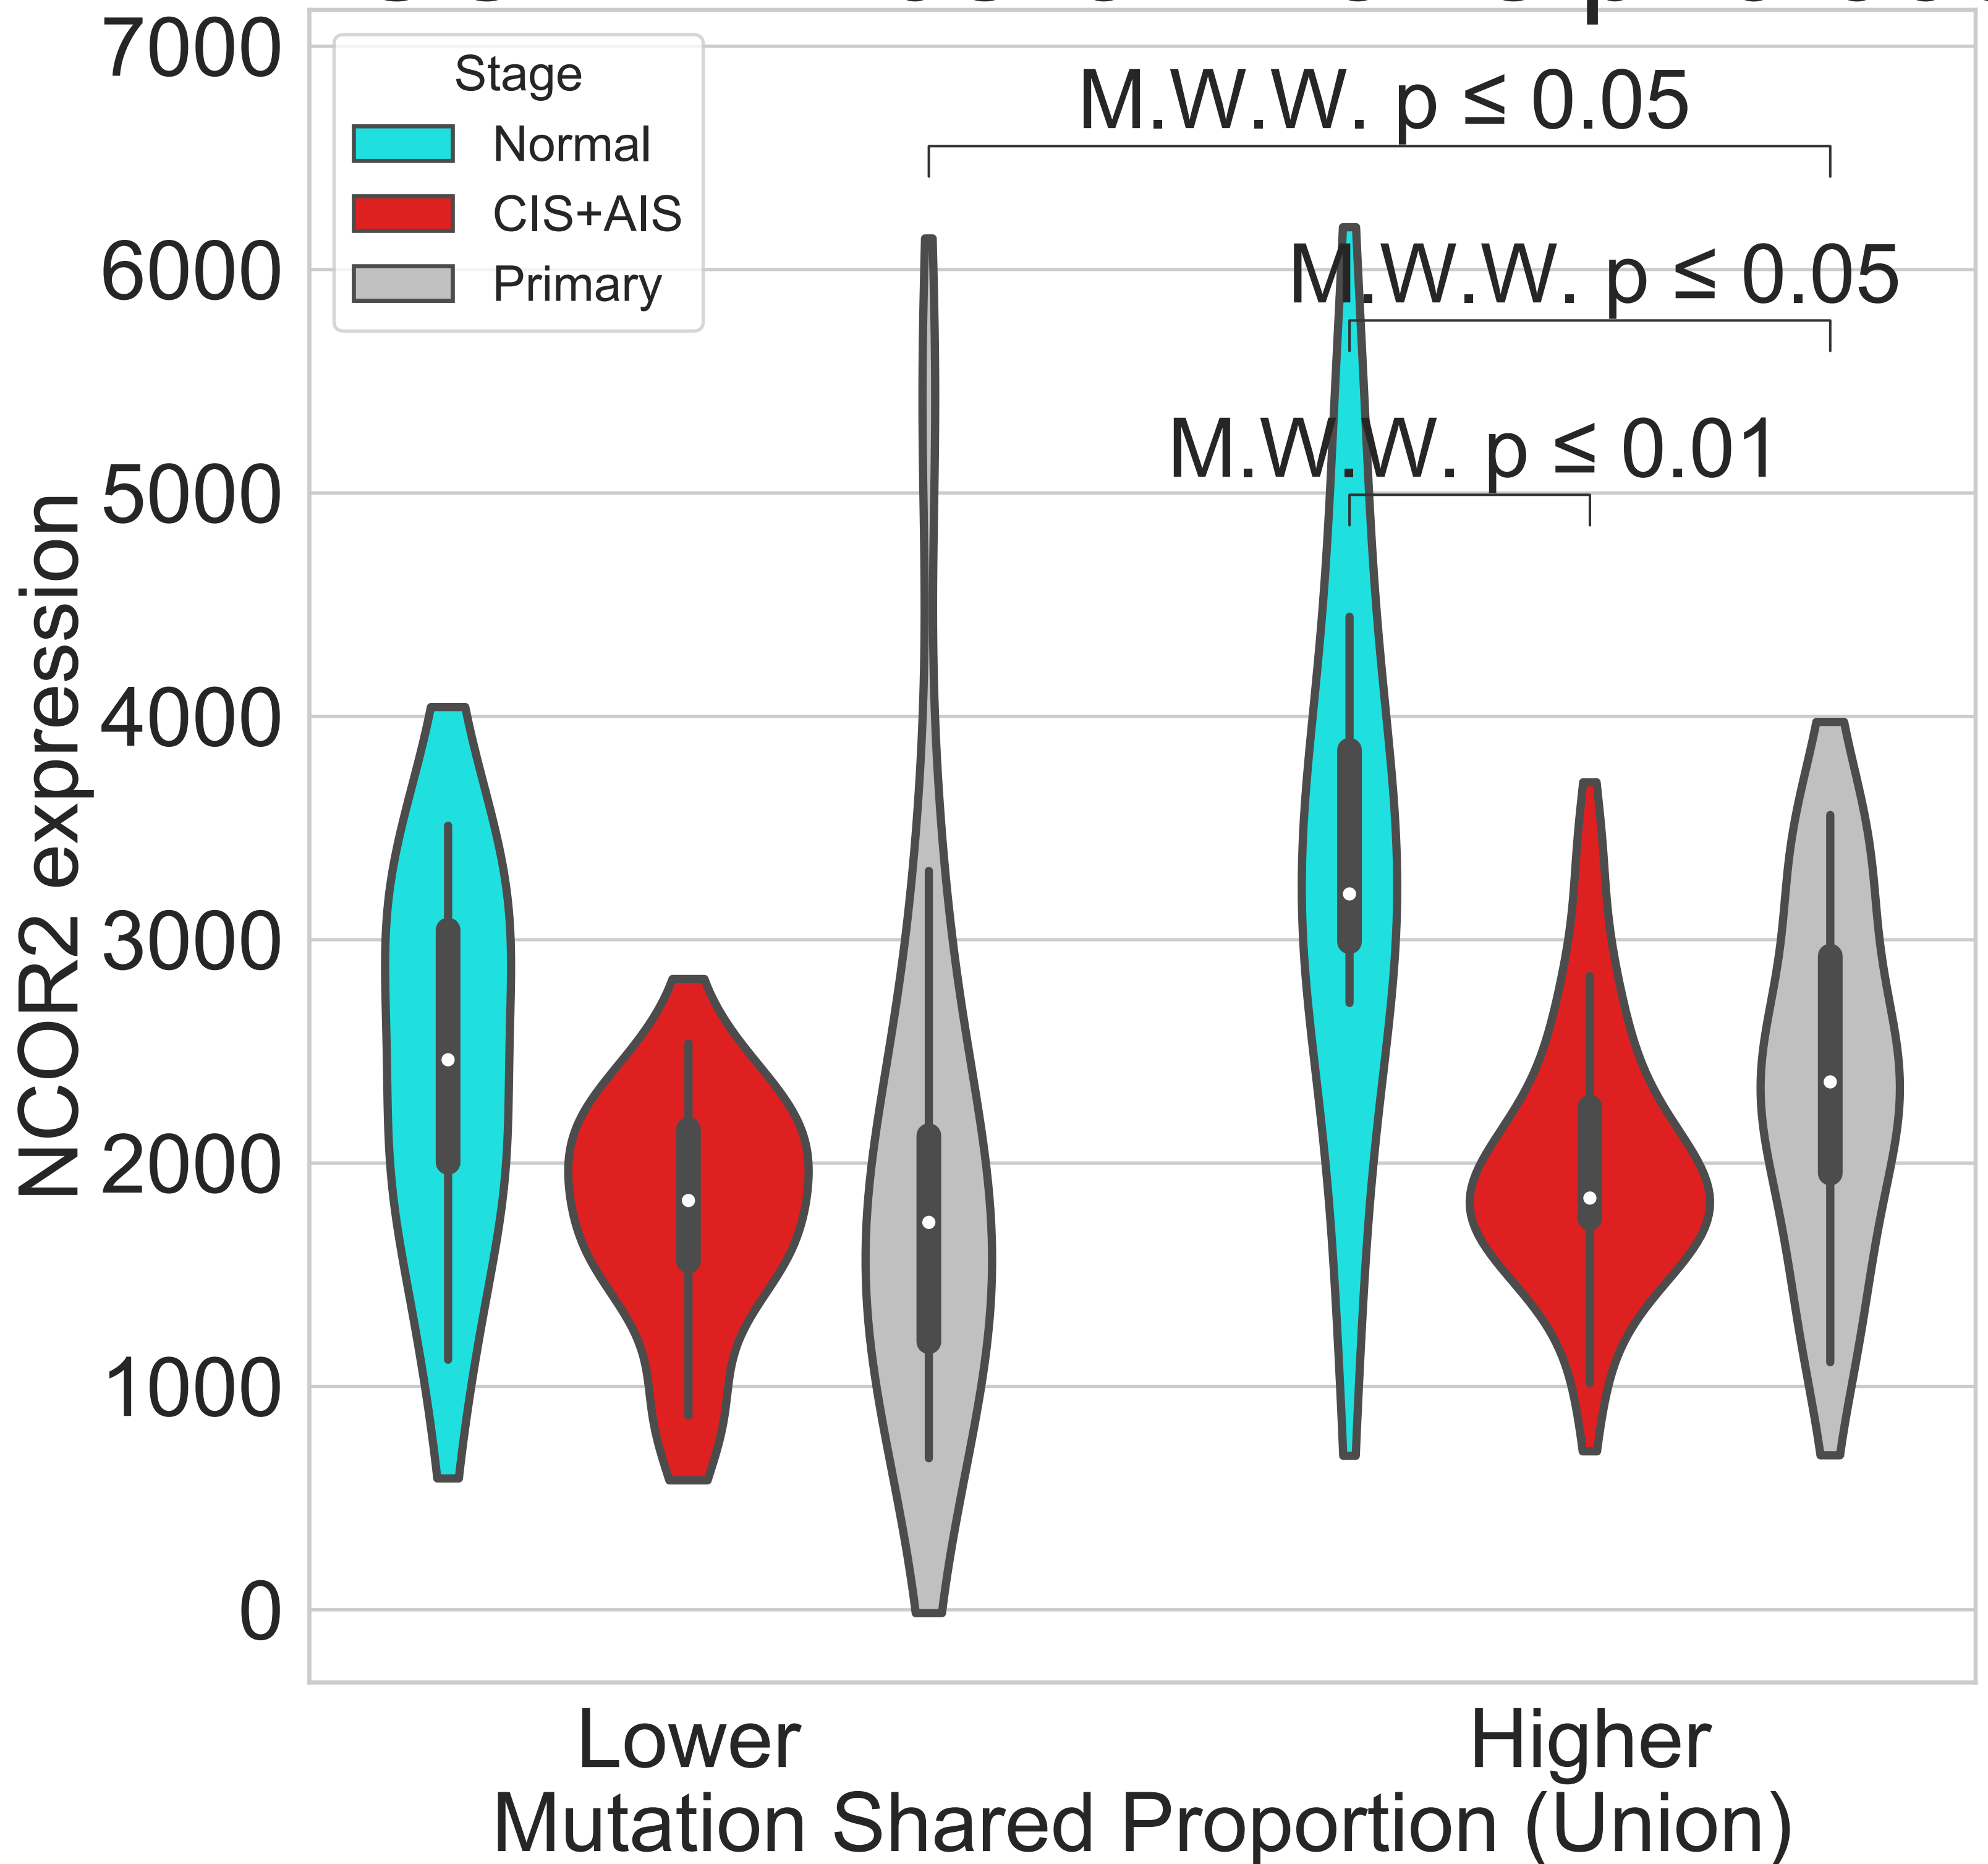 7000
6000
5000
4000
3000
2000
1000
0
NCOR2 expression
Stage
Normal
CIS+AIS
Primary
M.W.W. p ≤ 0.05
M.W.W. p ≤ 0.05
M.W.W. p ≤ 0.01
Lower
Higher
Mutation Shared Proportion (Union)